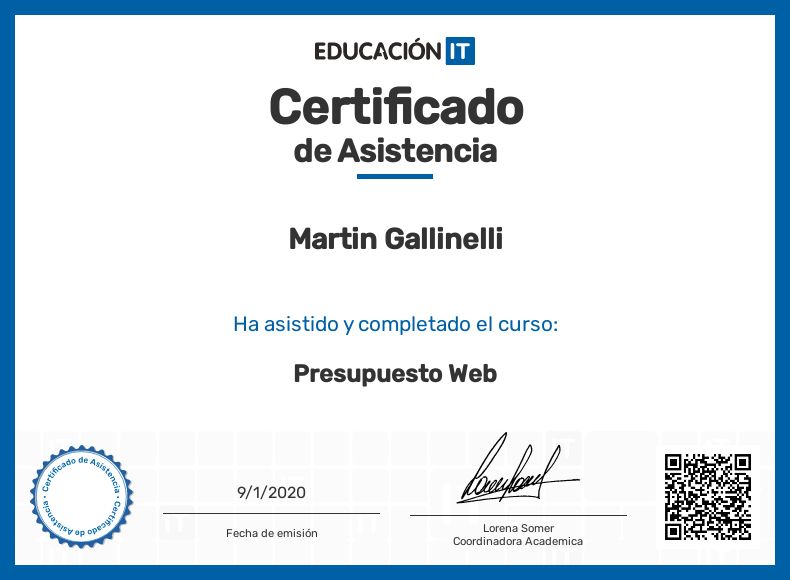 EDUCACIÓN IT
Certificado
de Asistencia
Martin Gallinelli
Ha asistido y completado el curso:
Presupuesto Web
Certificado de Asistencia • Certificado de Asistencia •
9/1/2020
Fecha de emisión
Lorena Somer
Coordinadora Academica